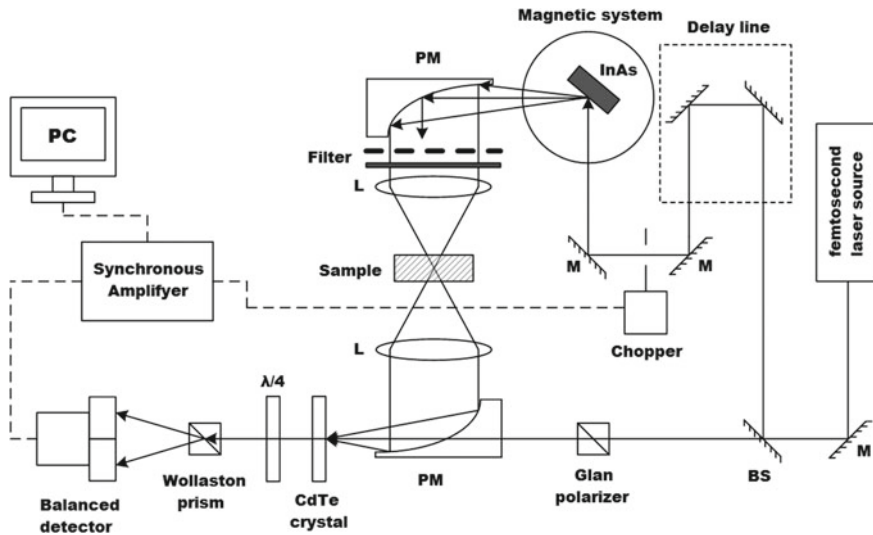 Magnetic system
Delay line
PM
InAs
PC
Filter
L
femtosecond
laser source
Synchronous
Amplifyer
Sample
M
M
Chopper
L
λ/4
Wollaston
prism
CdTe
crystal
PM
Glan
polarizer
BS
M
Balanced
detector